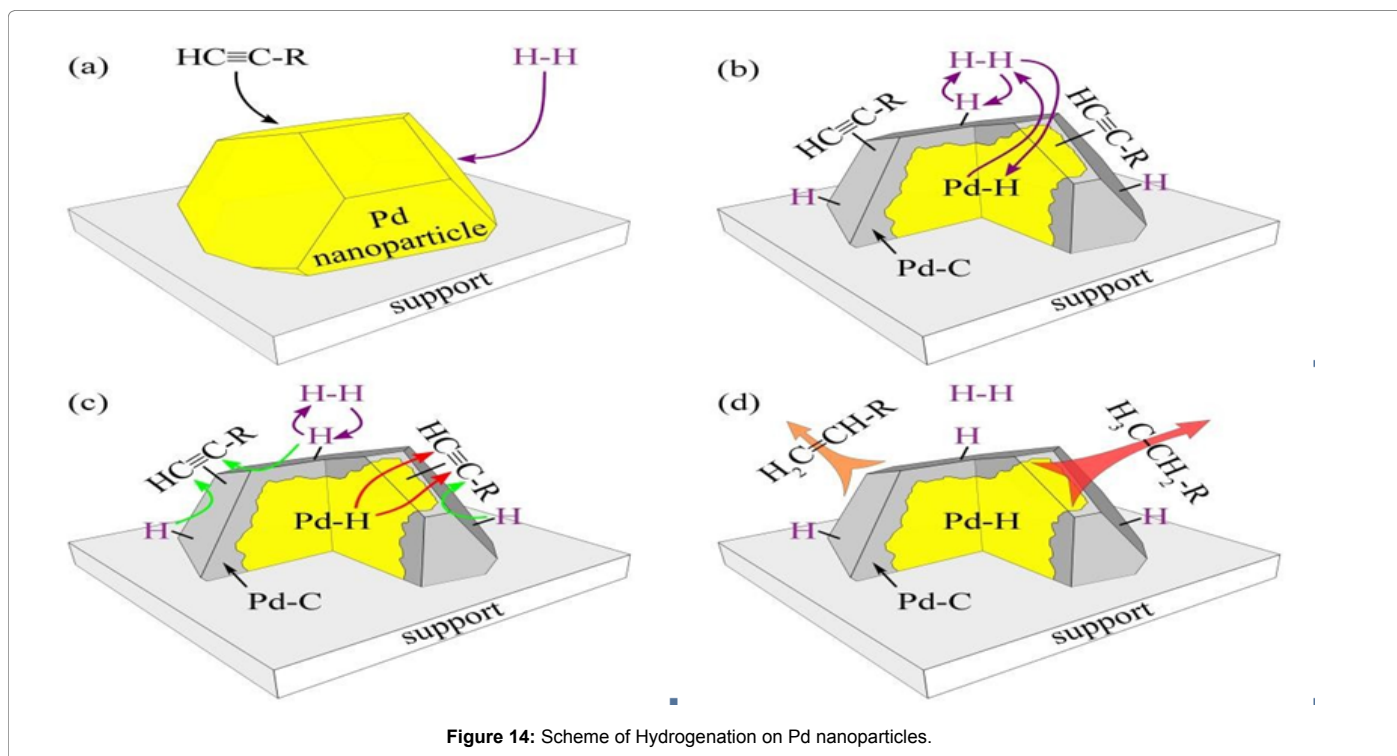 (a)
HC≡C-R
H-H
Pd
nanoparticle
support
(b)
H-H
H
HC≡C-R
HC≡C-R
H
Pd-H
H
Pd-C
support
(c)
H-H
H
HC≡C-R
HC≡C-R
H
Pd-H
H
Pd-C
support
(d)
H-H
H₂C=CH-R
H
H₃C-CH₂-R
H
Pd-H
H
Pd-C
support
Figure 14: Scheme of Hydrogenation on Pd nanoparticles.